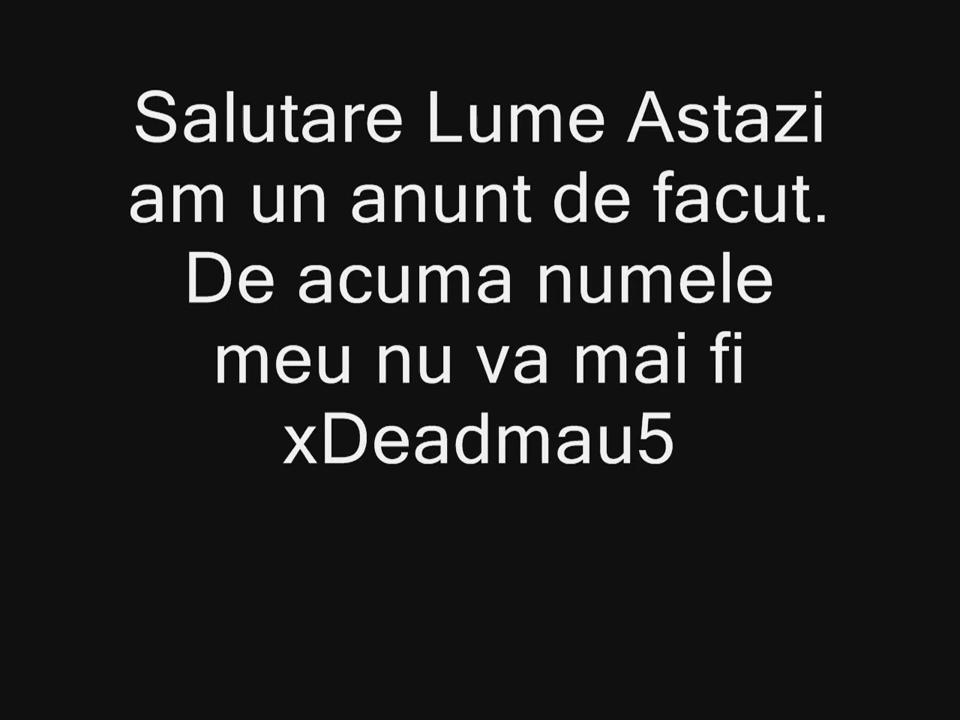 Salutare Lume Astazi
am un anunt de facut.
De acuma numele
meu nu va mai fi
xDeadmau5